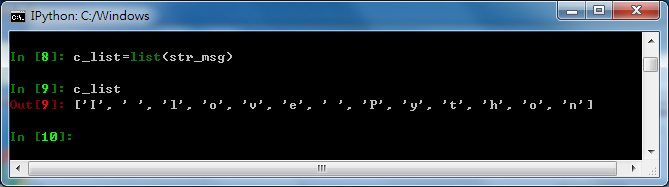 IPython: C:/Windows
In [8]: c_list=list(str_msg)
In [9]: c_list
Out[9]: ['I', ' ', 'l', 'o', 'v', 'e', ' ', 'P', 'y', 't', 'h', 'o', 'n']
In [10]: